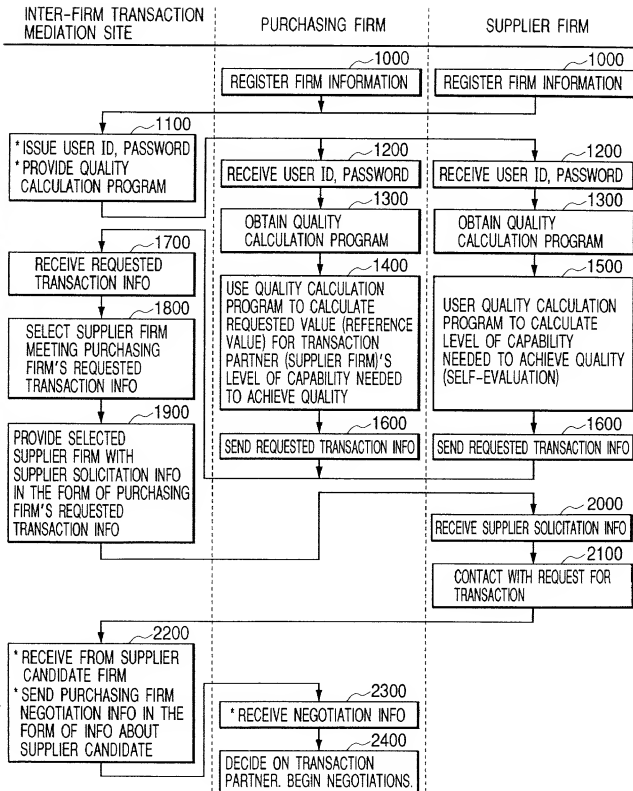 INTER-FIRM TRANSACTION
MEDIATION SITE
PURCHASING FIRM
SUPPLIER FIRM
1000
REGISTER FIRM INFORMATION
1000
REGISTER FIRM INFORMATION
1100
* ISSUE USER ID, PASSWORD
* PROVIDE QUALITY
CALCULATION PROGRAM
1200
RECEIVE USER ID, PASSWORD
1200
RECEIVE USER ID, PASSWORD
1300
OBTAIN QUALITY
CALCULATION PROGRAM
1300
OBTAIN QUALITY
CALCULATION PROGRAM
1700
RECEIVE REQUESTED
TRANSACTION INFO
1400
USE QUALITY CALCULATION
PROGRAM TO CALCULATE
REQUESTED VALUE (REFERENCE
VALUE) FOR TRANSACTION
PARTNER (SUPPLIER FIRM)'S
LEVEL OF CAPABILITY NEEDED
TO ACHIEVE QUALITY
1500
USER QUALITY CALCULATION
PROGRAM TO CALCULATE
LEVEL OF CAPABILITY
NEEDED TO ACHIEVE QUALITY
(SELF-EVALUATION)
1800
SELECT SUPPLIER FIRM
MEETING PURCHASING
FIRM'S REQUESTED
TRANSACTION INFO
1900
PROVIDE SELECTED
SUPPLIER FIRM WITH
SUPPLIER SOLICITATION INFO
IN THE FORM OF PURCHASING
FIRM'S REQUESTED
TRANSACTION INFO
1600
SEND REQUESTED TRANSACTION INFO
1600
SEND REQUESTED TRANSACTION INFO
2000
RECEIVE SUPPLIER SOLICITATION INFO
2100
CONTACT WITH REQUEST FOR
TRANSACTION
2200
* RECEIVE FROM SUPPLIER
CANDIDATE FIRM
* SEND PURCHASING FIRM
NEGOTIATION INFO IN THE
FORM OF INFO ABOUT
SUPPLIER CANDIDATE
2300
* RECEIVE NEGOTIATION INFO
2400
DECIDE ON TRANSACTION
PARTNER. BEGIN NEGOTIATIONS.